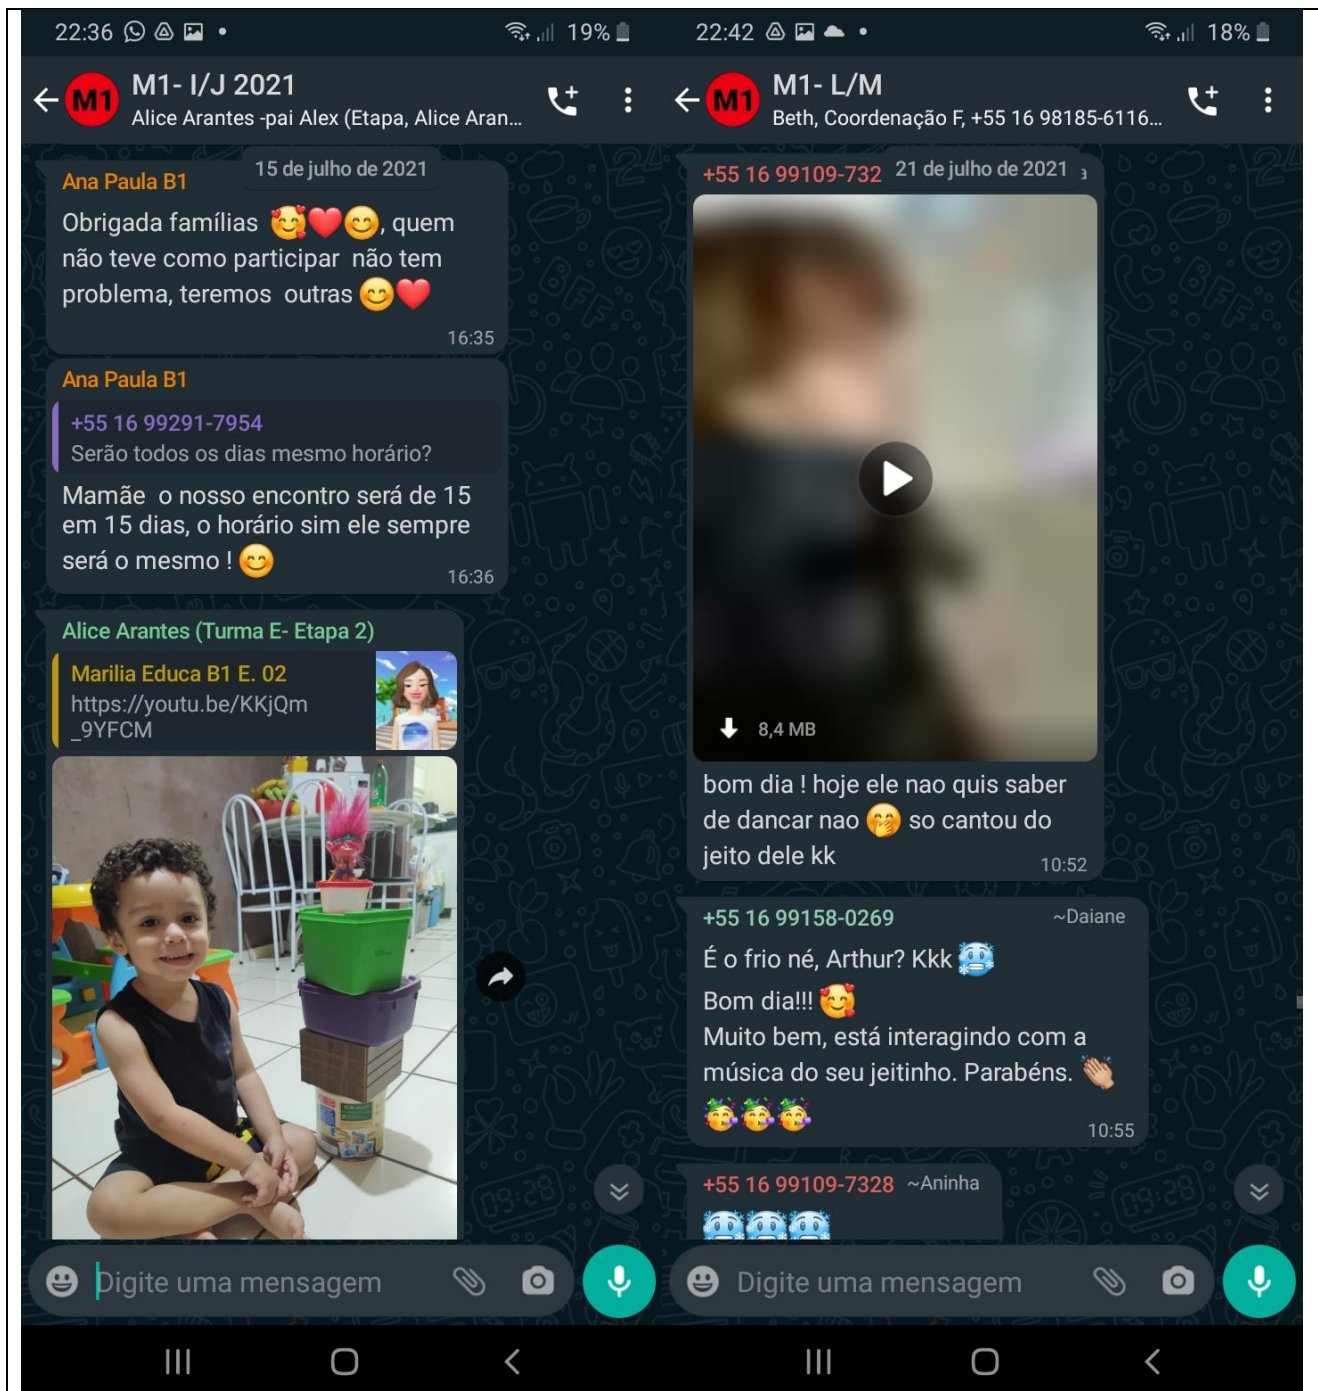 22:36
19%
M1- I/J 2021
Alice Arantes -pai Alex (Etapa, Alice Aran...
15 de julho de 2021
Ana Paula B1
Obrigada famílias 🥰❤️😊, quem
não teve como participar não tem
problema, teremos outras 😊❤️
16:35
Ana Paula B1
+55 16 99291-7954
Serão todos os dias mesmo horário?
Mamãe o nosso encontro será de 15
em 15 dias, o horário sim ele sempre
será o mesmo ! 😊
16:36
Alice Arantes (Turma E- Etapa 2)
Marilia Educa B1 E. 02
https://youtu.be/KKjQm
_9YFCM
Digite uma mensagem
22:42
18%
M1- L/M
Beth, Coordenação F, +55 16 98185-6116...
+55 16 99109-732
21 de julho de 2021
a
8,4 MB
bom dia ! hoje ele nao quis saber
de dancar nao 🤭 so cantou do
jeito dele kk
10:52
+55 16 99158-0269 ~Daiane
É o frio né, Arthur? Kkk 🥶
Bom dia!!! 🥰
Muito bem, está interagindo com a
música do seu jeitinho. Parabéns. 👏🏼
🥳🥳🥳
10:55
+55 16 99109-7328 ~Aninha
🥶🥶🥶
Digite uma mensagem